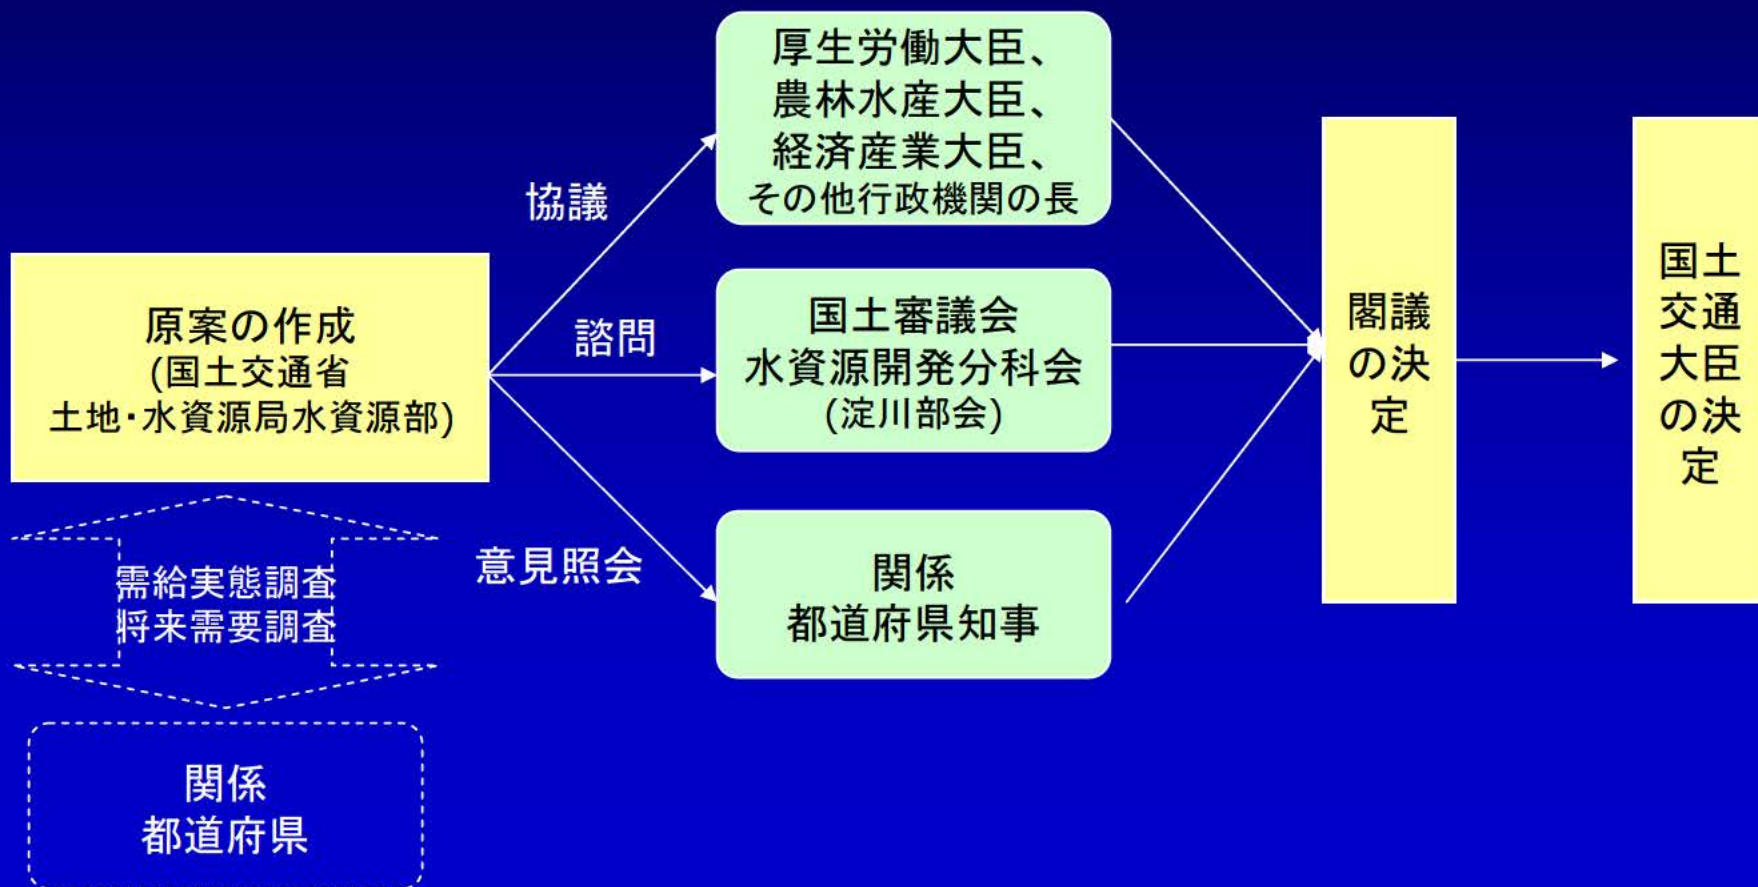 原案の作成
(国土交通省
土地・水資源局水資源部)
需給実態調査
将来需要調査
関係
都道府県
協議
諮問
意見照会
厚生労働大臣、
農林水産大臣、
経済産業大臣、
その他行政機関の長
国土審議会
水資源開発分科会
(淀川部会)
関係
都道府県知事
閣議
の決
定
国土
交通
大臣
の決
定